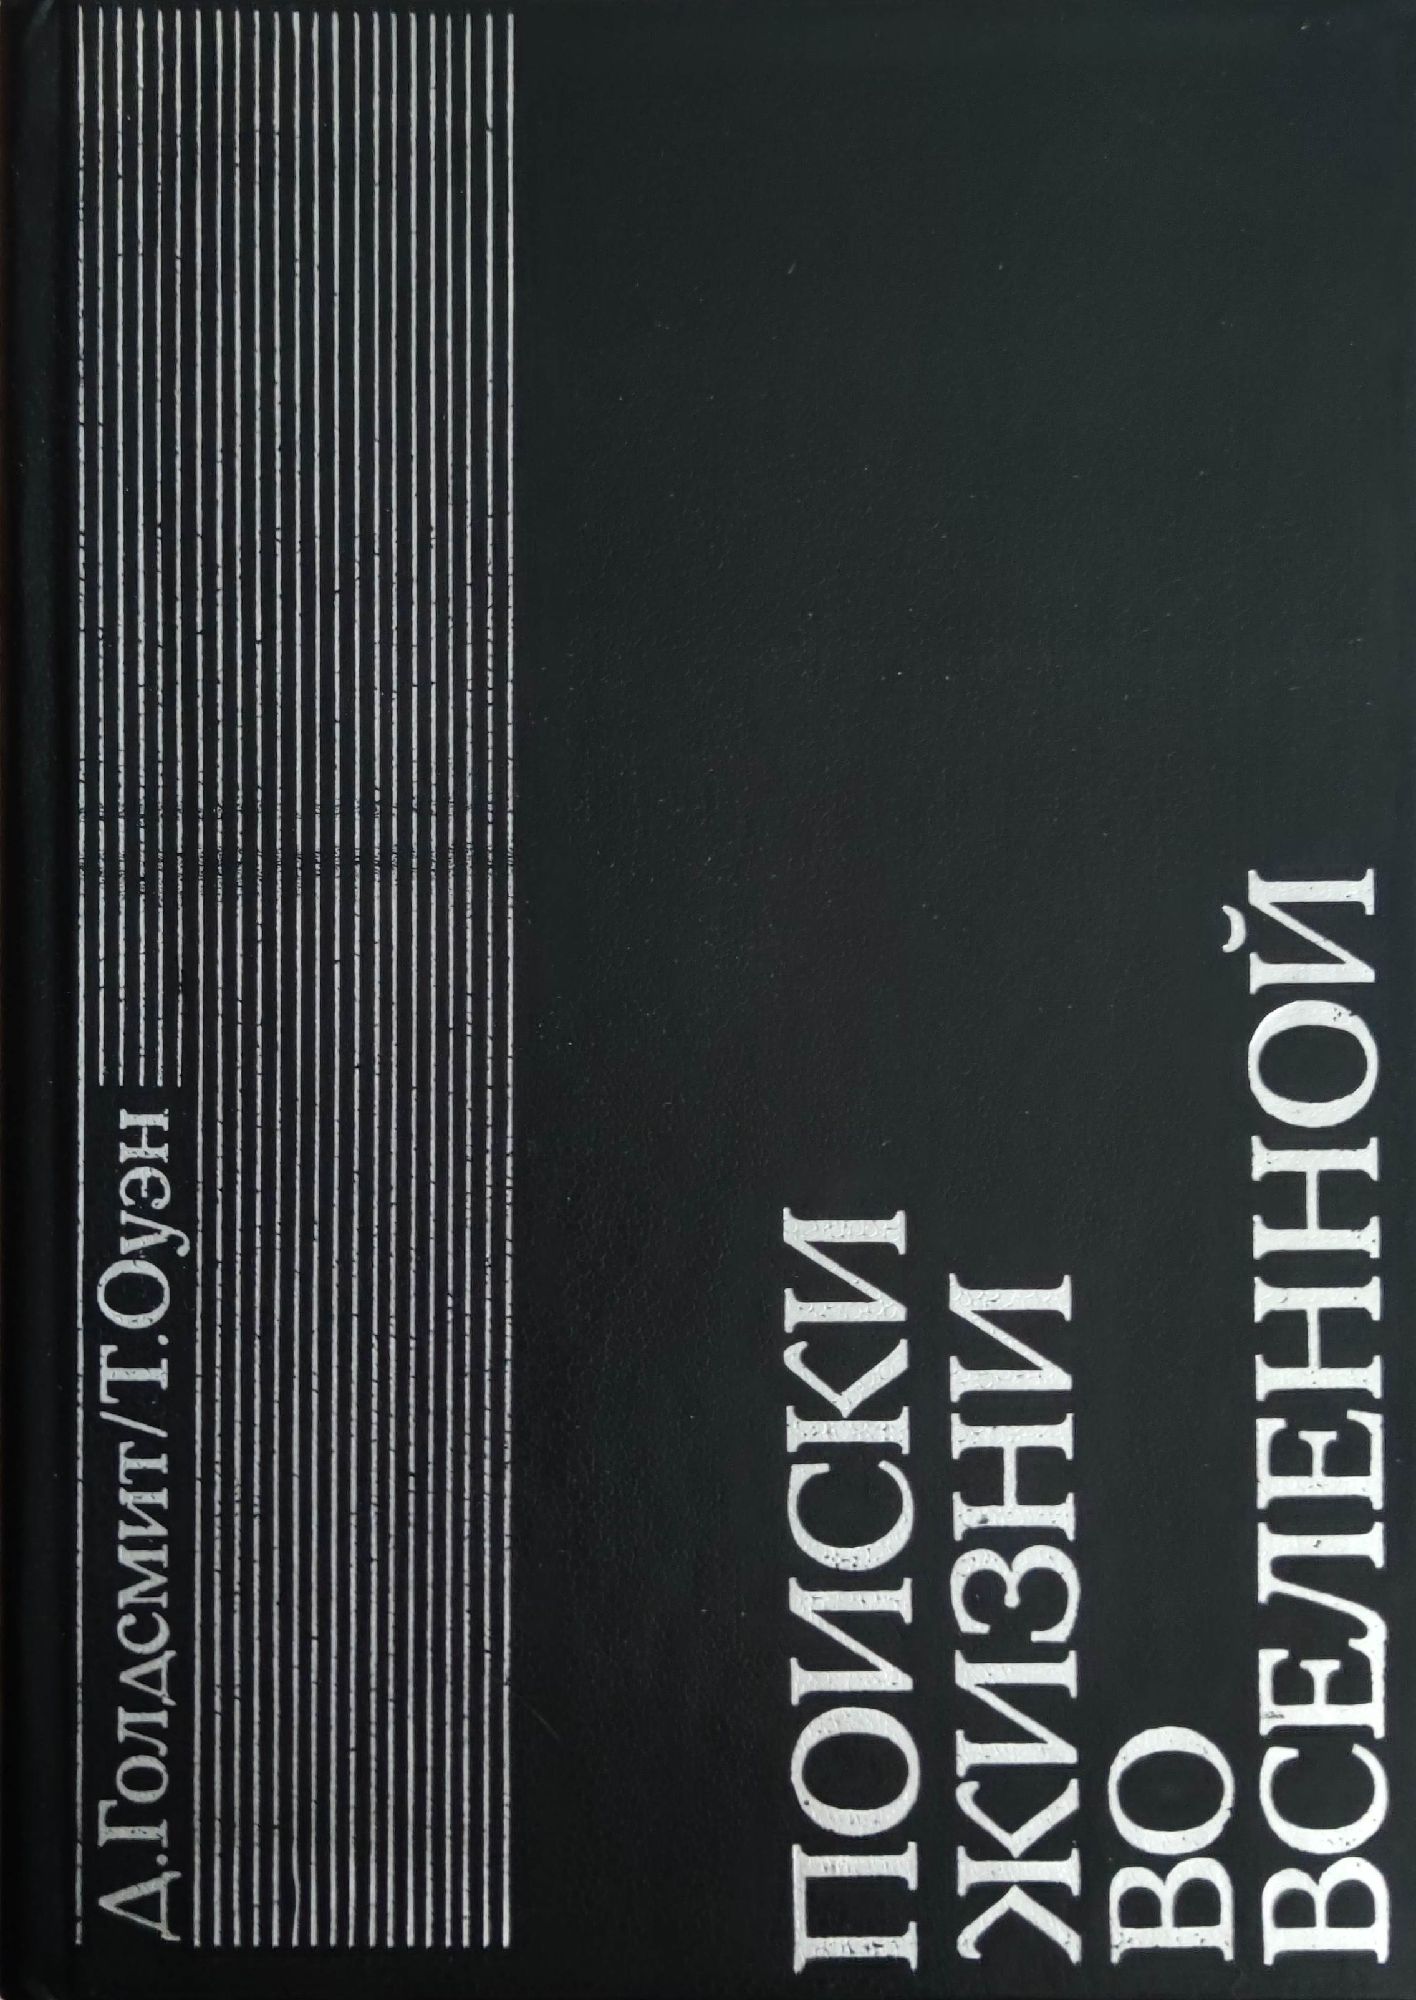 Д.Голдсмит/Т.Оуэн
ПОИСКИ
ЖИЗНИ
ВО
ВСЕЛЕННОЙ